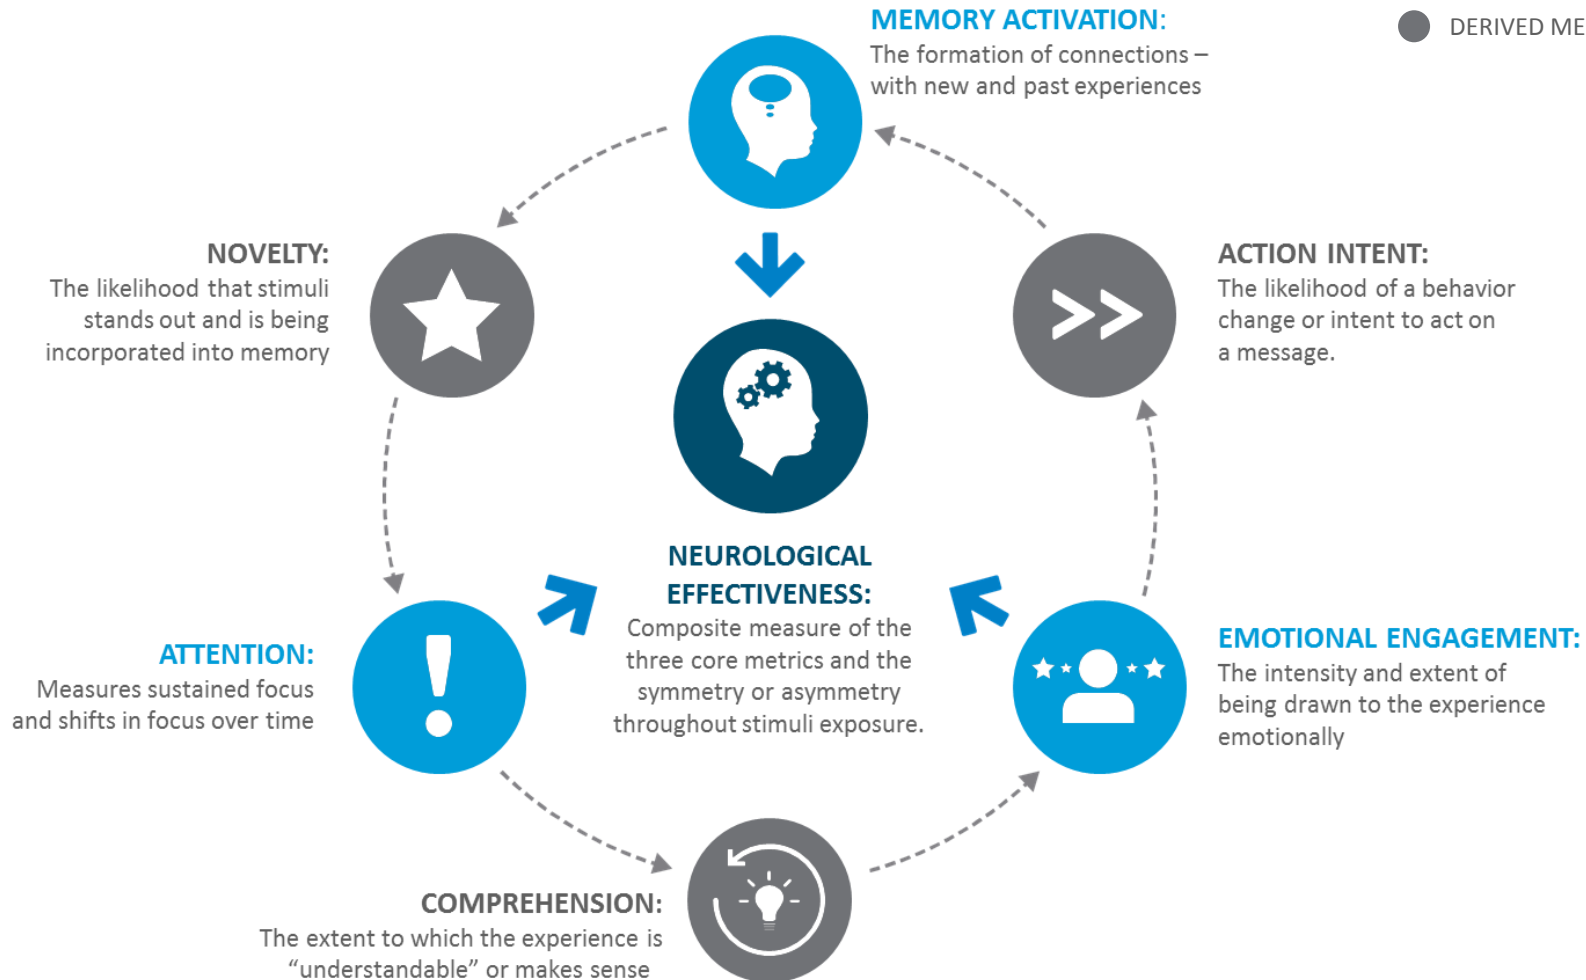 MEMORY ACTIVATION:
The formation of connections –
with new and past experiences
DERIVED ME
NOVELTY:
The likelihood that stimuli
stands out and is being
incorporated into memory
ACTION INTENT:
The likelihood of a behavior
change or intent to act on
a message.
NEUROLOGICAL
EFFECTIVENESS:
Composite measure of the
three core metrics and the
symmetry or asymmetry
throughout stimuli exposure.
ATTENTION:
Measures sustained focus
and shifts in focus over time
EMOTIONAL ENGAGEMENT:
The intensity and extent of
being drawn to the experience
emotionally
COMPREHENSION:
The extent to which the experience is
“understandable” or makes sense